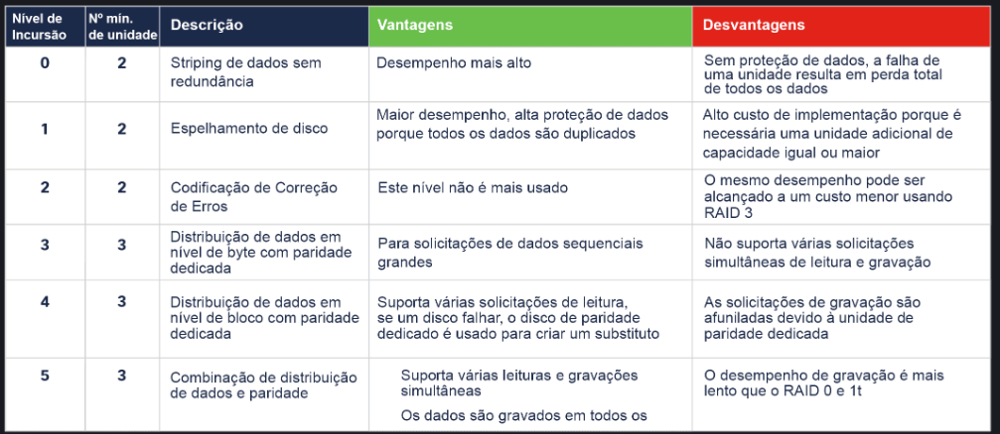 Nível de Incursão | Nº min. de unidade | Descrição | Vantagens | Desvantagens
0 | 2 | Striping de dados sem redundância | Desempenho mais alto | Sem proteção de dados, a falha de uma unidade resulta em perda total de todos os dados
1 | 2 | Espelhamento de disco | Maior desempenho, alta proteção de dados porque todos os dados são duplicados | Alto custo de implementação porque é necessária uma unidade adicional de capacidade igual ou maior
2 | 2 | Codificação de Correção de Erros | Este nível não é mais usado | O mesmo desempenho pode ser alcançado a um custo menor usando RAID 3
3 | 3 | Distribuição de dados em nível de byte com paridade dedicada | Para solicitações de dados sequenciais grandes | Não suporta várias solicitações simultâneas de leitura e gravação
4 | 3 | Distribuição de dados em nível de bloco com paridade dedicada | Suporta várias solicitações de leitura, se um disco falhar, o disco de paridade dedicado é usado para criar um substituto | As solicitações de gravação são afuniladas devido à unidade de paridade dedicada
5 | 3 | Combinação de distribuição de dados e paridade | Suporta várias leituras e gravações simultâneas Os dados são gravados em todos os | O desempenho de gravação é mais lento que o RAID 0 e 1t